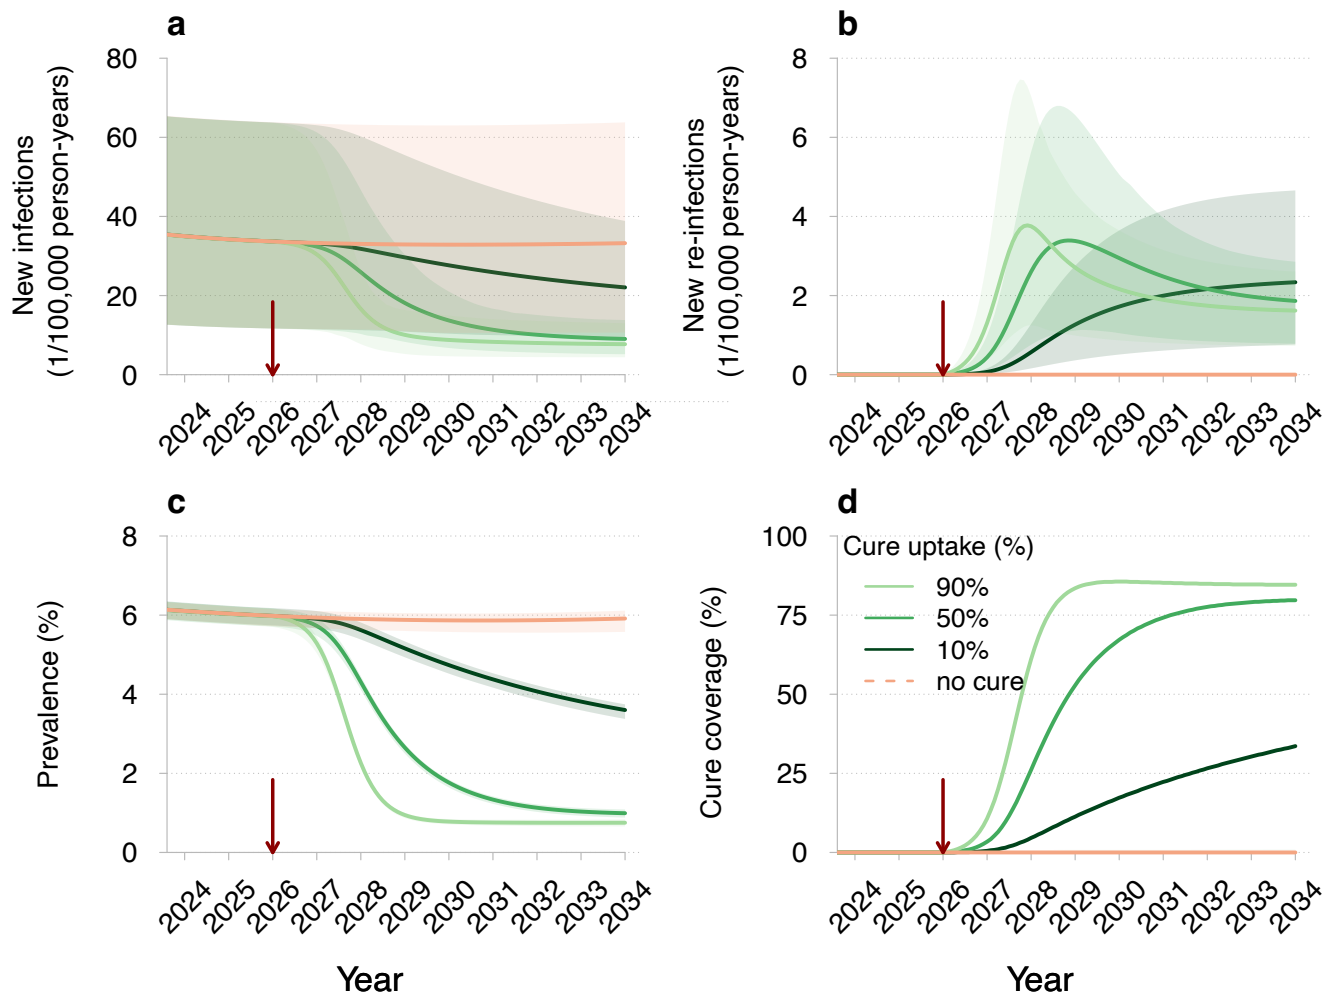 a
New infections
(1/100,000 person-years)
80
60
40
20
0
2024 2025 2026 2027 2028 2029 2030 2031 2032 2033 2034
b
New re-infections
(1/100,000 person-years)
8
6
4
2
0
2024 2025 2026 2027 2028 2029 2030 2031 2032 2033 2034
c
Prevalence (%)
8
6
4
2
0
2024 2025 2026 2027 2028 2029 2030 2031 2032 2033 2034
Year
d
Cure coverage (%)
100
75
50
25
0
Cure uptake (%)
90%
50%
10%
no cure
2024 2025 2026 2027 2028 2029 2030 2031 2032 2033 2034
Year